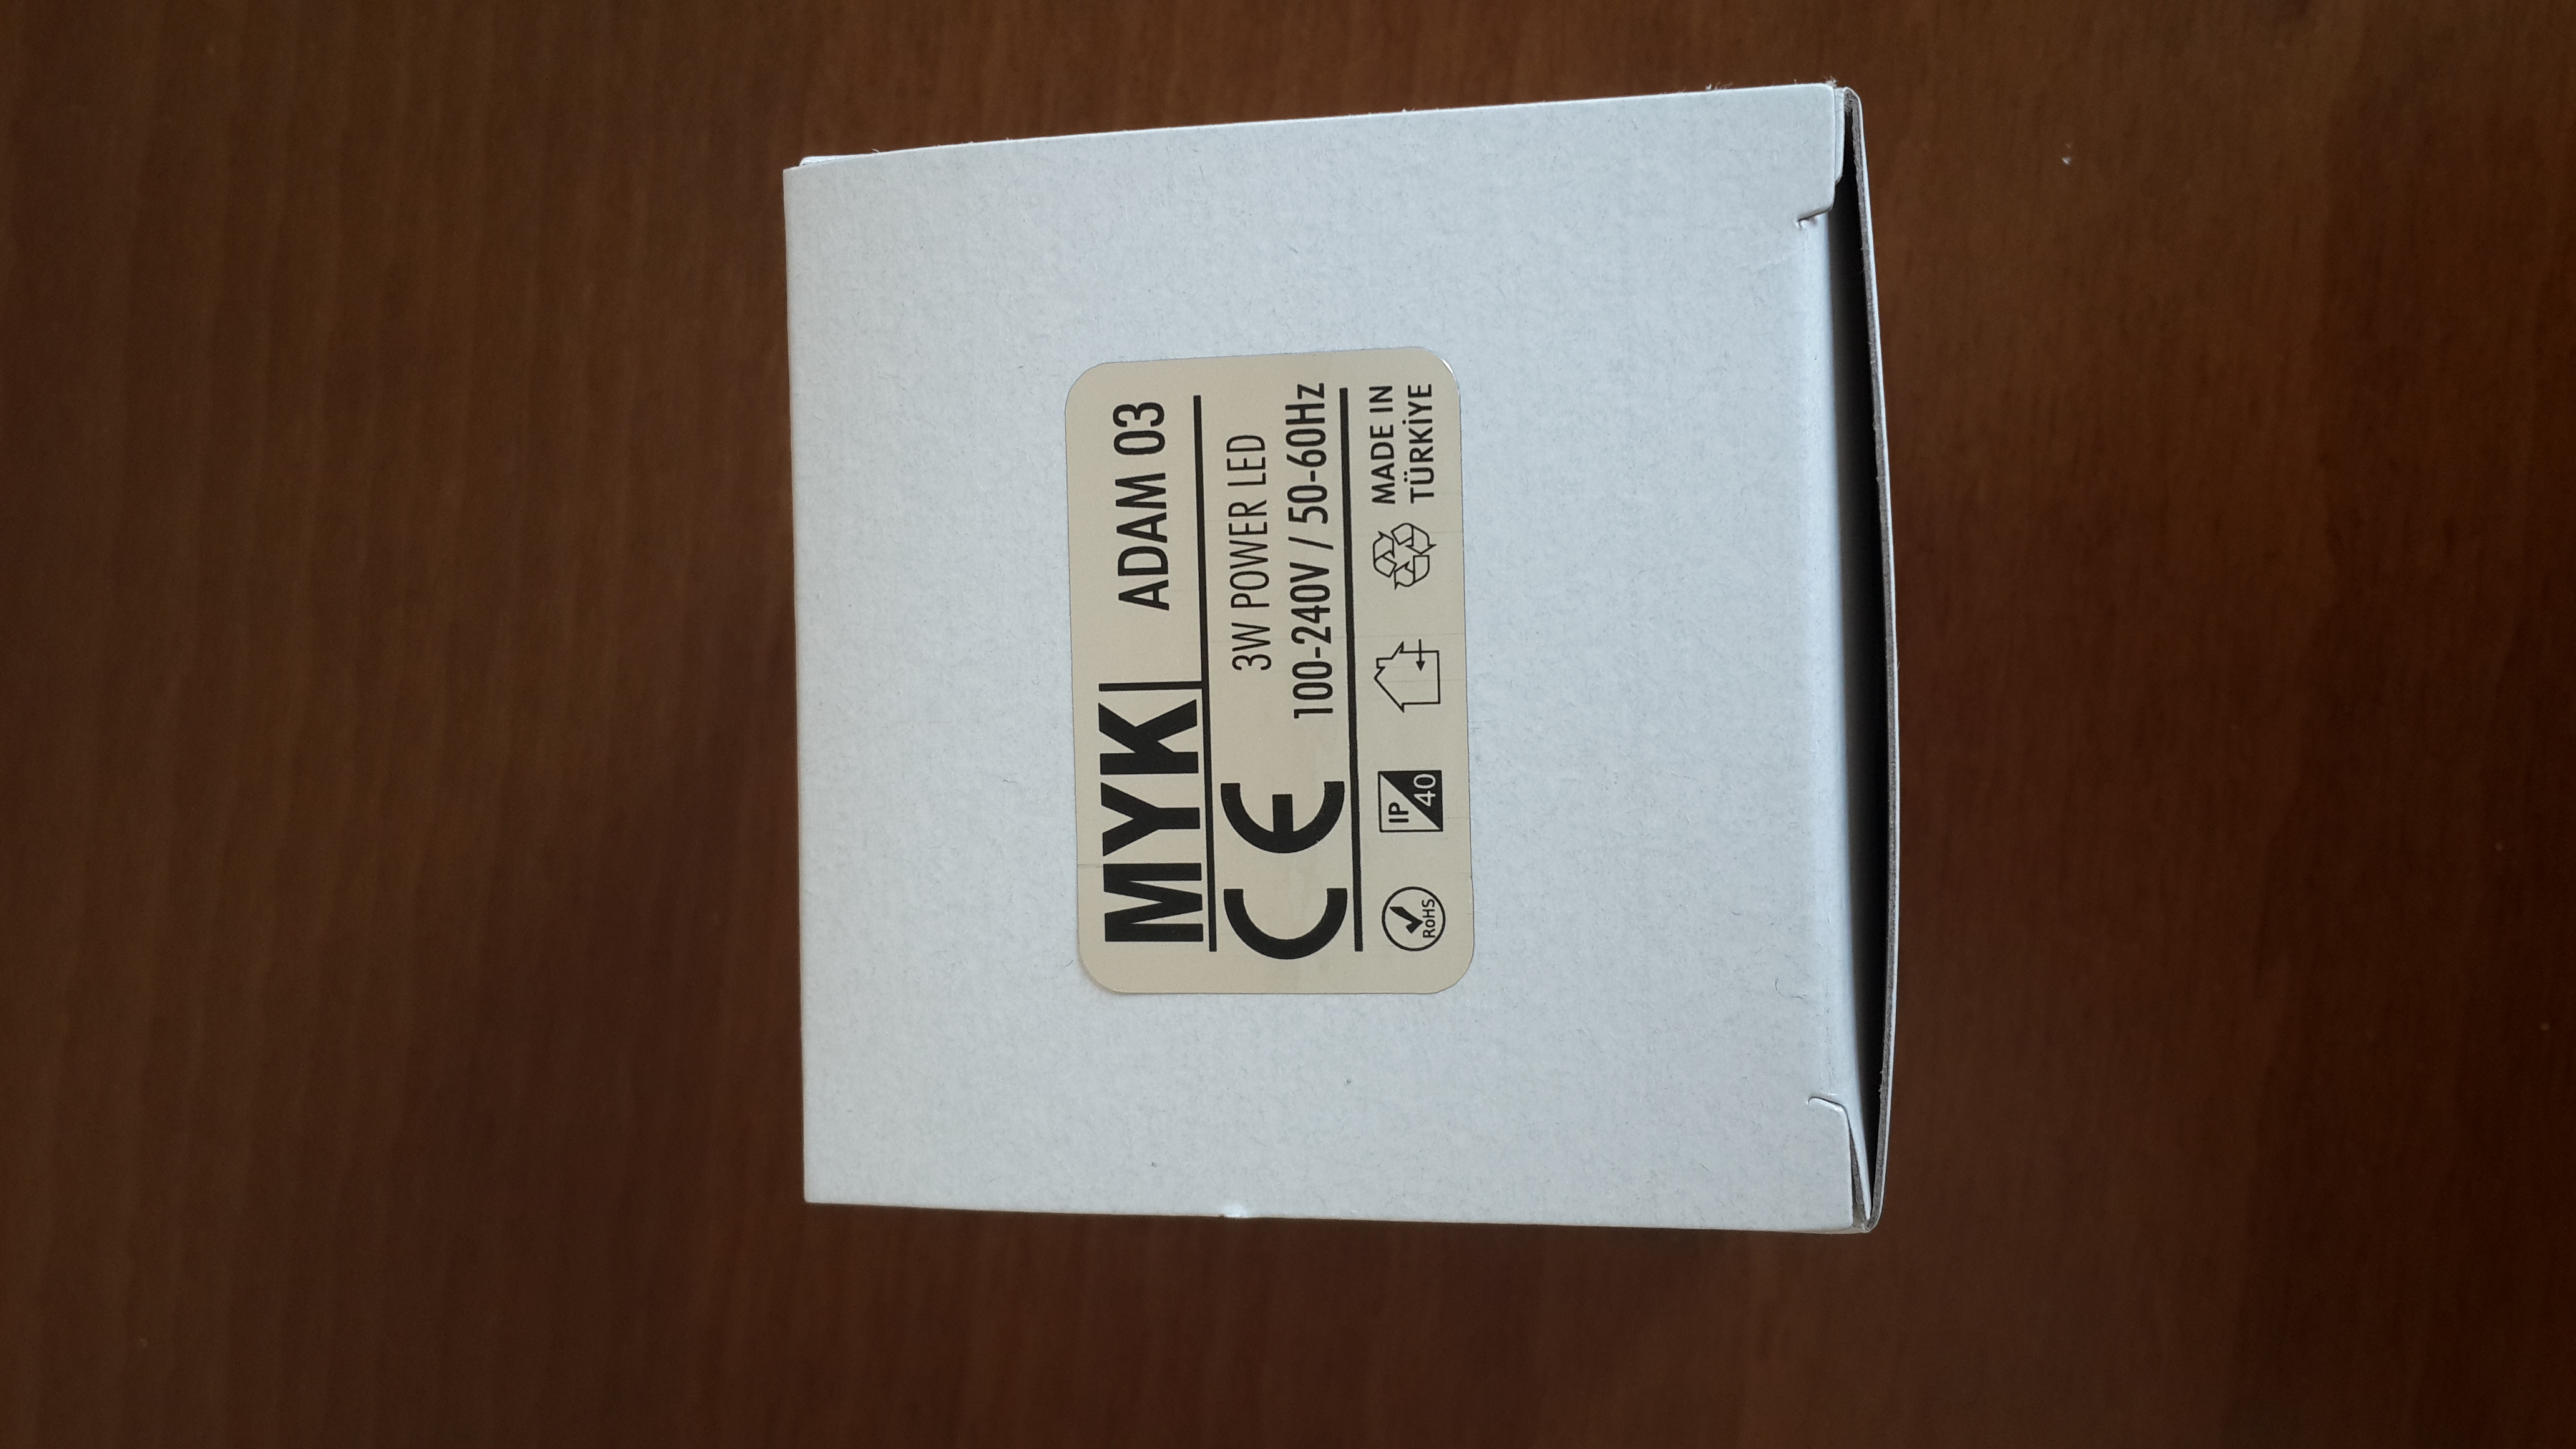 MYK ADAM 03
CE 3W POWER LED
100-240V / 50-60Hz
RoHS IP 40 MADE IN
TÜRKİYE